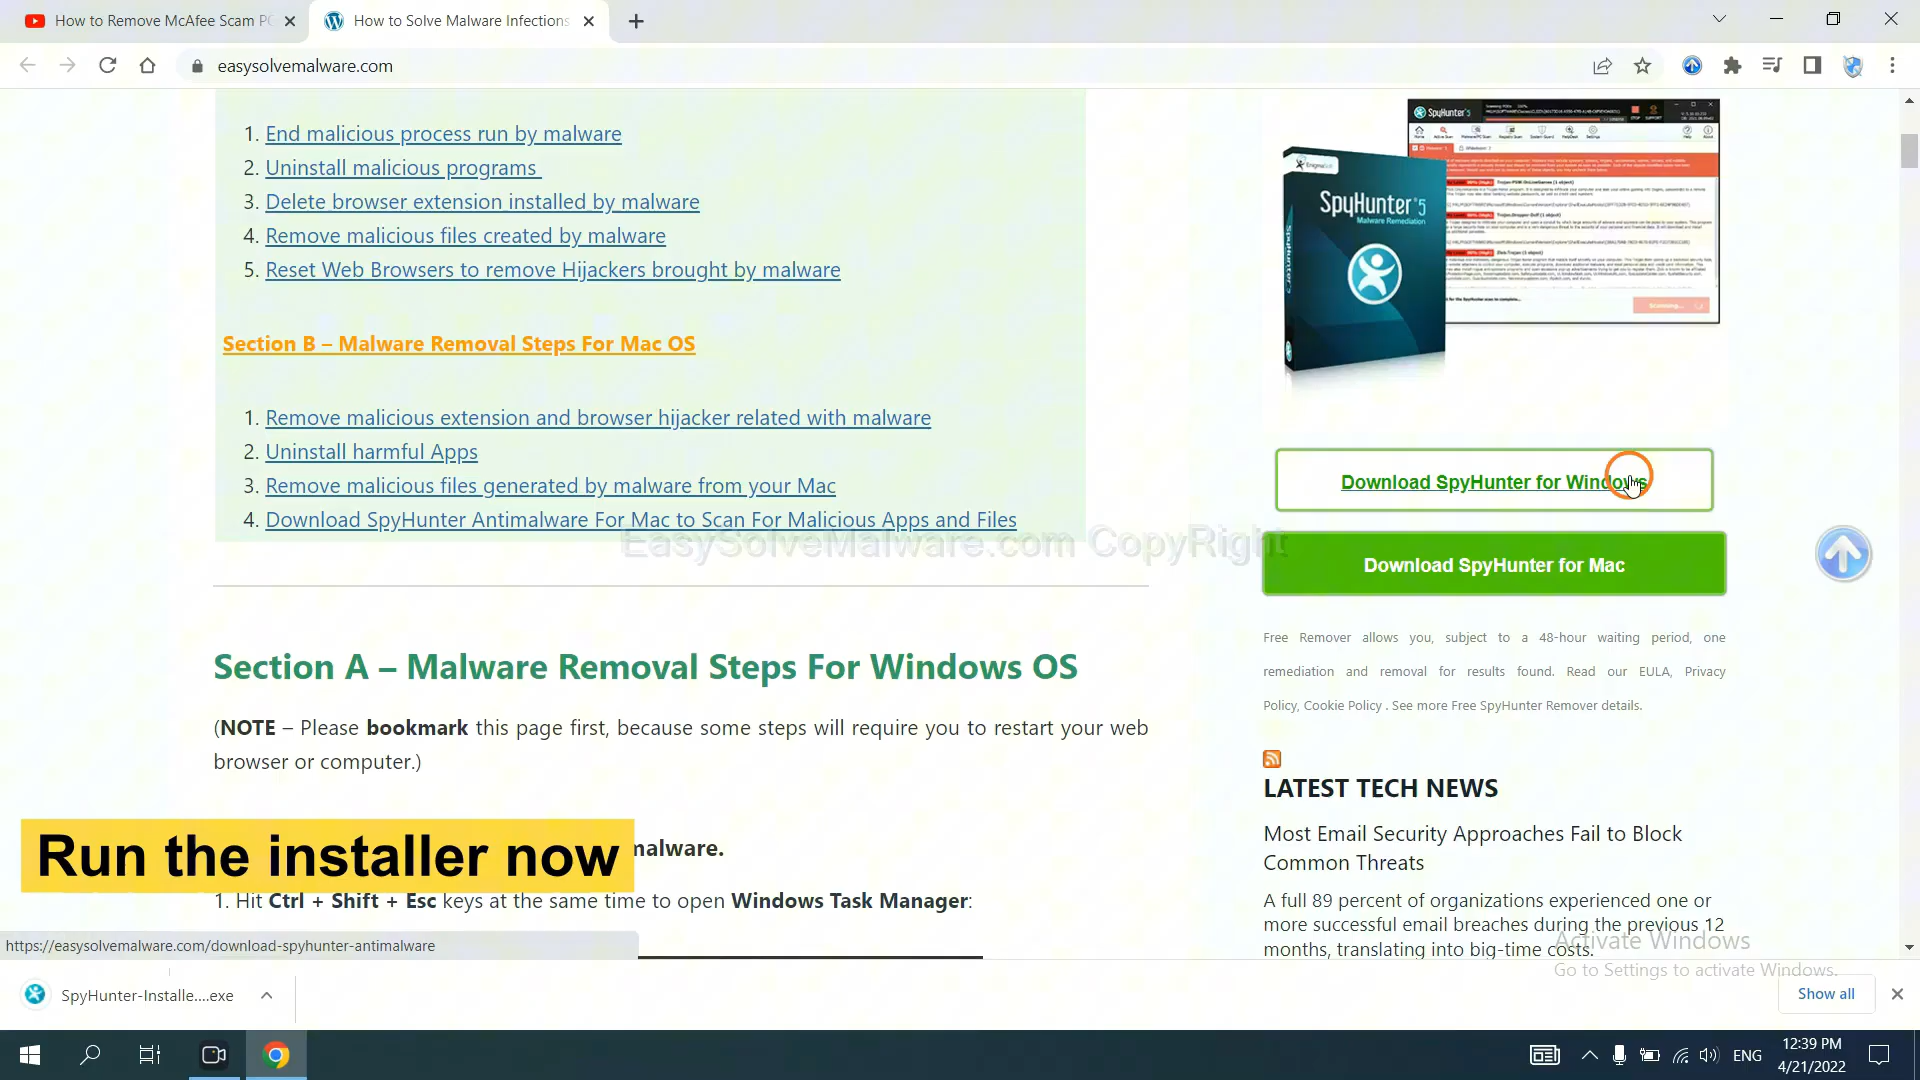 How to Remove McAfee Scam PC
How to Solve Malware Infections
easysolvemalware.com
1. End malicious process run by malware
2. Uninstall malicious programs
3. Delete browser extension installed by malware
4. Remove malicious files created by malware
5. Reset Web Browsers to remove Hijackers brought by malware
Section B – Malware Removal Steps For Mac OS
1. Remove malicious extension and browser hijacker related with malware
2. Uninstall harmful Apps
3. Remove malicious files generated by malware from your Mac
4. Download SpyHunter Antimalware For Mac to Scan For Malicious Apps and Files
EasySolveMalware.com CopyRight
Section A – Malware Removal Steps For Windows OS
(NOTE – Please bookmark this page first, because some steps will require you to restart your web
browser or computer.)
malware.
Run the installer now
1. Hit Ctrl + Shift + Esc keys at the same time to open Windows Task Manager:
SpyHunter 5
EnigmaSoft
SpyHunter 5
Malware Remediation
SpyHunter 5
Scanning...
Download SpyHunter for Windows
Download SpyHunter for Mac
Free Remover allows you, subject to a 48-hour waiting period, one
remediation and removal for results found. Read our EULA, Privacy
Policy, Cookie Policy . See more Free SpyHunter Remover details.
LATEST TECH NEWS
Most Email Security Approaches Fail to Block
Common Threats
A full 89 percent of organizations experienced one or
more successful email breaches during the previous 12
months, translating into big-time costs.
Activate Windows
Go to Settings to activate Windows.
https://easysolvemalware.com/download-spyhunter-antimalware
SpyHunter-Installe....exe
Show all
ENG
12:39 PM
4/21/2022